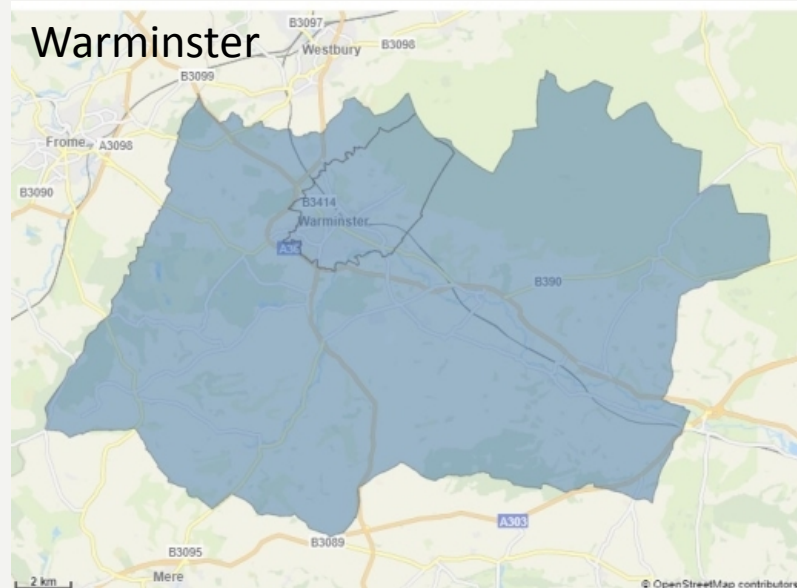 Warminster
B3097
Westbury
B3098
B3099
Frome
A3098
B3090
B3414
Warminster
A36
B390
A303
B3089
B3095
Mere
2 km
© OpenStreetMap contributors